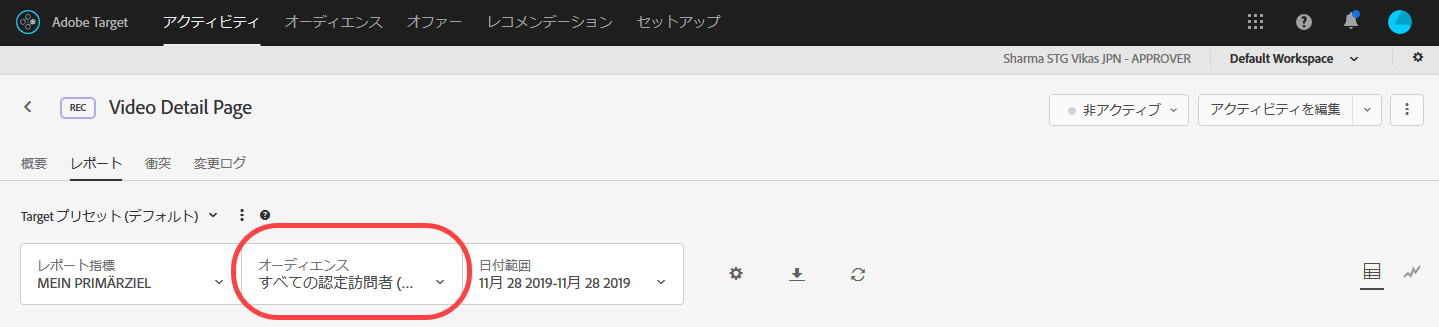 Adobe Target アクティビティ オーディエンス オファー レコメンデーション セットアップ
Sharma STG Vikas JPN - APPROVER Default Workspace
REC Video Detail Page 非アクティブ アクティビティを編集
概要 レポート 衝突 変更ログ
Target プリセット (デフォルト)
レポート指標 オーディエンス 日付範囲
MEIN PRIMÄRZIEL すべての認定訪問者 (... 11月 28 2019-11月 28 2019